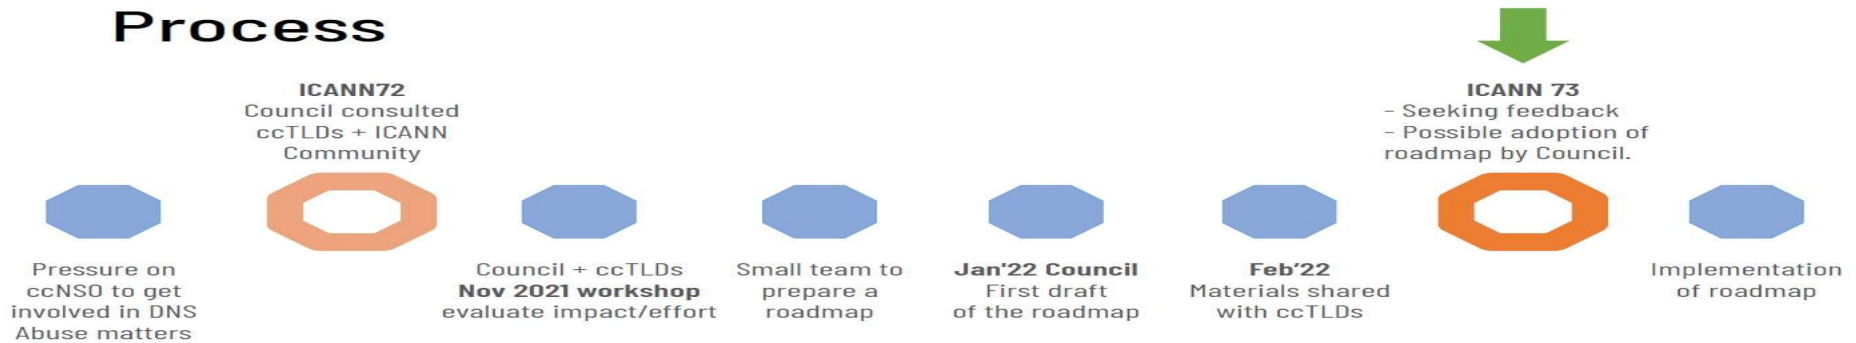 Process
ICANN72
Council consulted
ccTLDs + ICANN
Community
ICANN 73
- Seeking feedback
- Possible adoption of
roadmap by Council.
Pressure on
ccNSO to get
involved in DNS
Abuse matters
Council + ccTLDs
Nov 2021 workshop
evaluate impact/effort
Small team to
prepare a
roadmap
Jan'22 Council
First draft
of the roadmap
Feb’22
Materials shared
with ccTLDs
Implementation
of roadmap